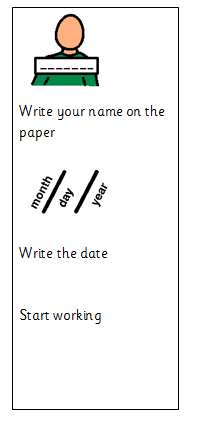 Write your name on the
paper
month
day
year
Write the date
Start working